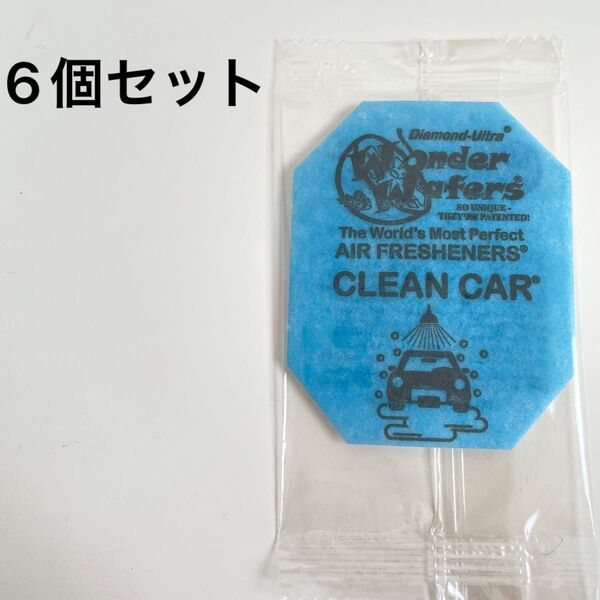 6個セット
Diamond-Ultra®
Wonder
Wafers®
SO UNIQUE -
THEY'RE PATENTED!
The World's Most Perfect
AIR FRESHENERS®
CLEAN CAR®